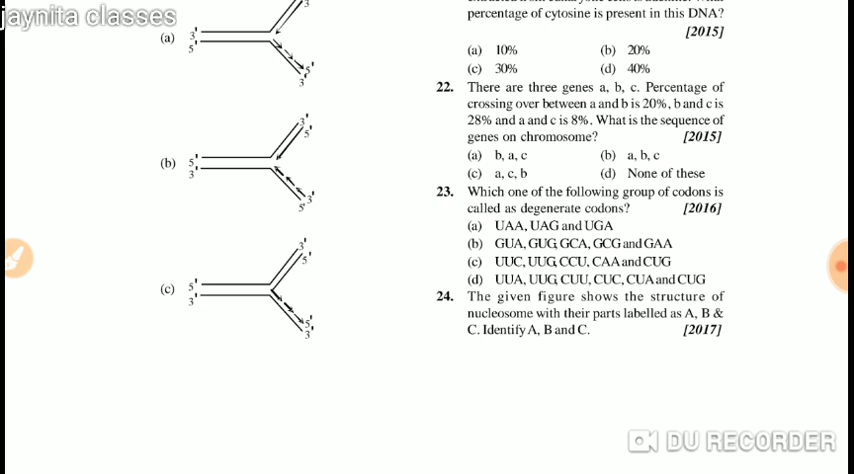 jaynita classes
3'
(a) 3'
5'
5'
3'
3'
5'
(b) 5'
3'
3'
5'
3'
5'
(c) 5'
3'
5'
3'
percentage of cytosine is present in this DNA?
[2015]
(a) 10% (b) 20%
(c) 30% (d) 40%
22. There are three genes a, b, c. Percentage of
crossing over between a and b is 20%, b and c is
28% and a and c is 8%. What is the sequence of
genes on chromosome? [2015]
(a) b, a, c (b) a, b, c
(c) a, c, b (d) None of these
23. Which one of the following group of codons is
called as degenerate codons? [2016]
(a) UAA, UAG and UGA
(b) GUA, GUG, GCA, GCG and GAA
(c) UUC, UUG, CCU, CAA and CUG
(d) UUA, UUG, CUU, CUC, CUA and CUG
24. The given figure shows the structure of
nucleosome with their parts labelled as A, B &
C. Identify A, B and C. [2017]
DU RECORDER